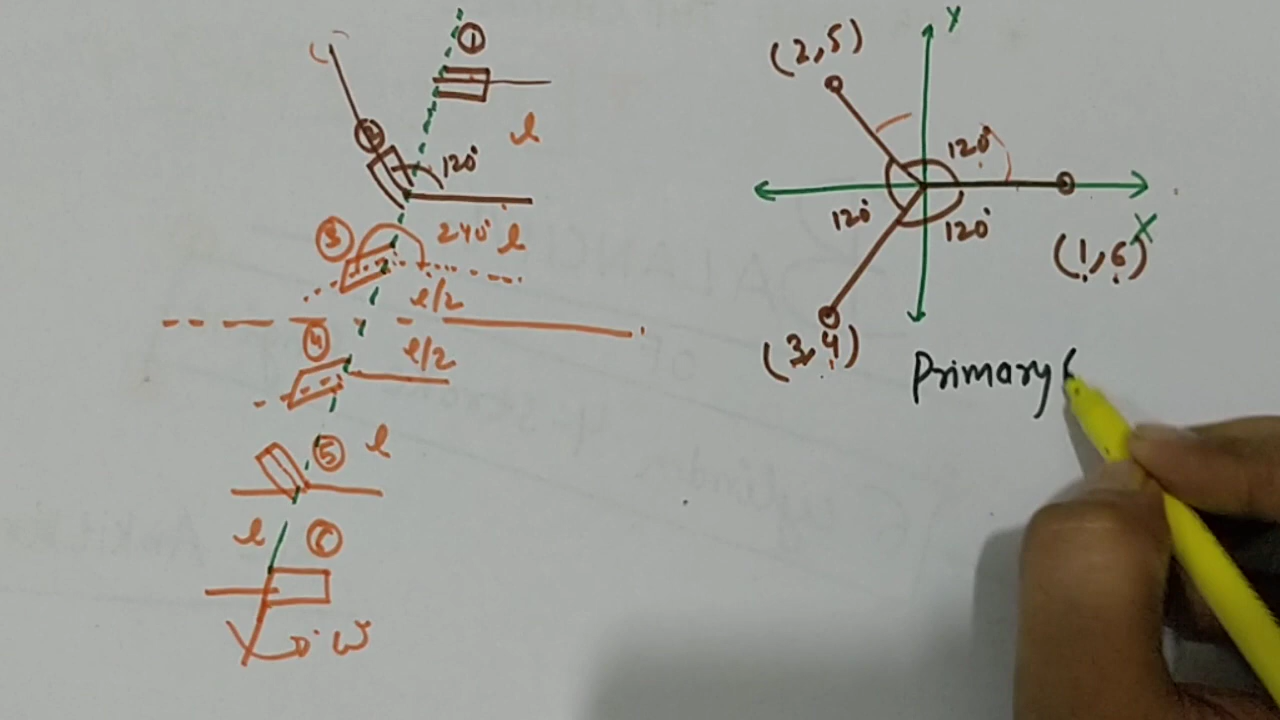 ①
②
l
120°
③
240° l
l/2
④
l/2
⑤
l
l
⑥
ω
Y
(2,5)
120°
120°
120°
X
(1,6)
(3,4)
Primary